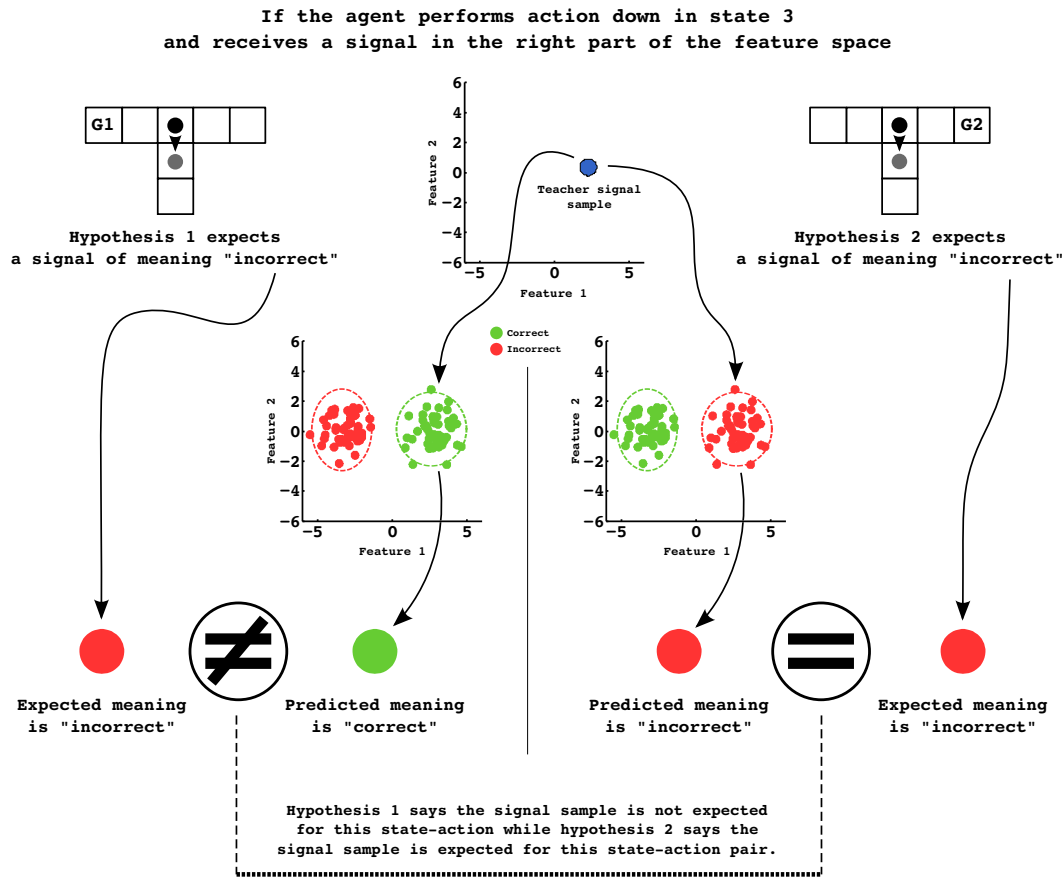 If the agent performs action down in state 3
and receives a signal in the right part of the feature space
G1
Hypothesis 1 expects
a signal of meaning "incorrect"
6
4
2
0
−2
−4
−6
Feature 2
−5
0
5
Feature 1
Teacher signal
sample
G2
Hypothesis 2 expects
a signal of meaning "incorrect"
Correct
Incorrect
6
4
2
0
−2
−4
−6
Feature 2
−5
0
5
Feature 1
6
4
2
0
−2
−4
−6
Feature 2
−5
0
5
Feature 1
Expected meaning
is "incorrect"
Predicted meaning
is "correct"
Predicted meaning
is "incorrect"
Expected meaning
is "incorrect"
Hypothesis 1 says the signal sample is not expected
for this state-action while hypothesis 2 says the
signal sample is expected for this state-action pair.